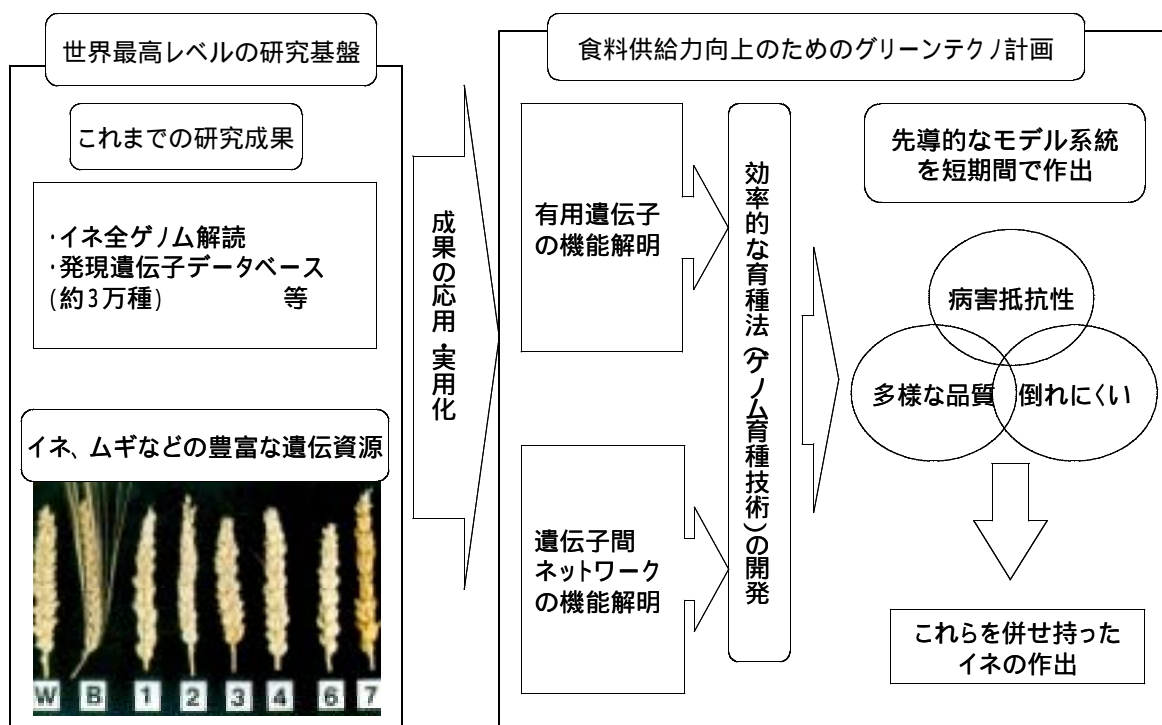 世界最高レベルの研究基盤
これまでの研究成果
・イネ全ゲノム解読
・発現遺伝子データベース
(約3万種) 等
イネ、ムギなどの豊富な遺伝資源
W B 1 2 3 4 6 7
成果の応用・実用化
食料供給力向上のためのグリーンテクノ計画
有用遺伝子
の機能解明
遺伝子間
ネットワーク
の機能解明
効率的な育種法(ゲノム育種技術)の開発
先導的なモデル系統
を短期間で作出
病害抵抗性
多様な品質
倒れにくい
これらを併せ持った
イネの作出